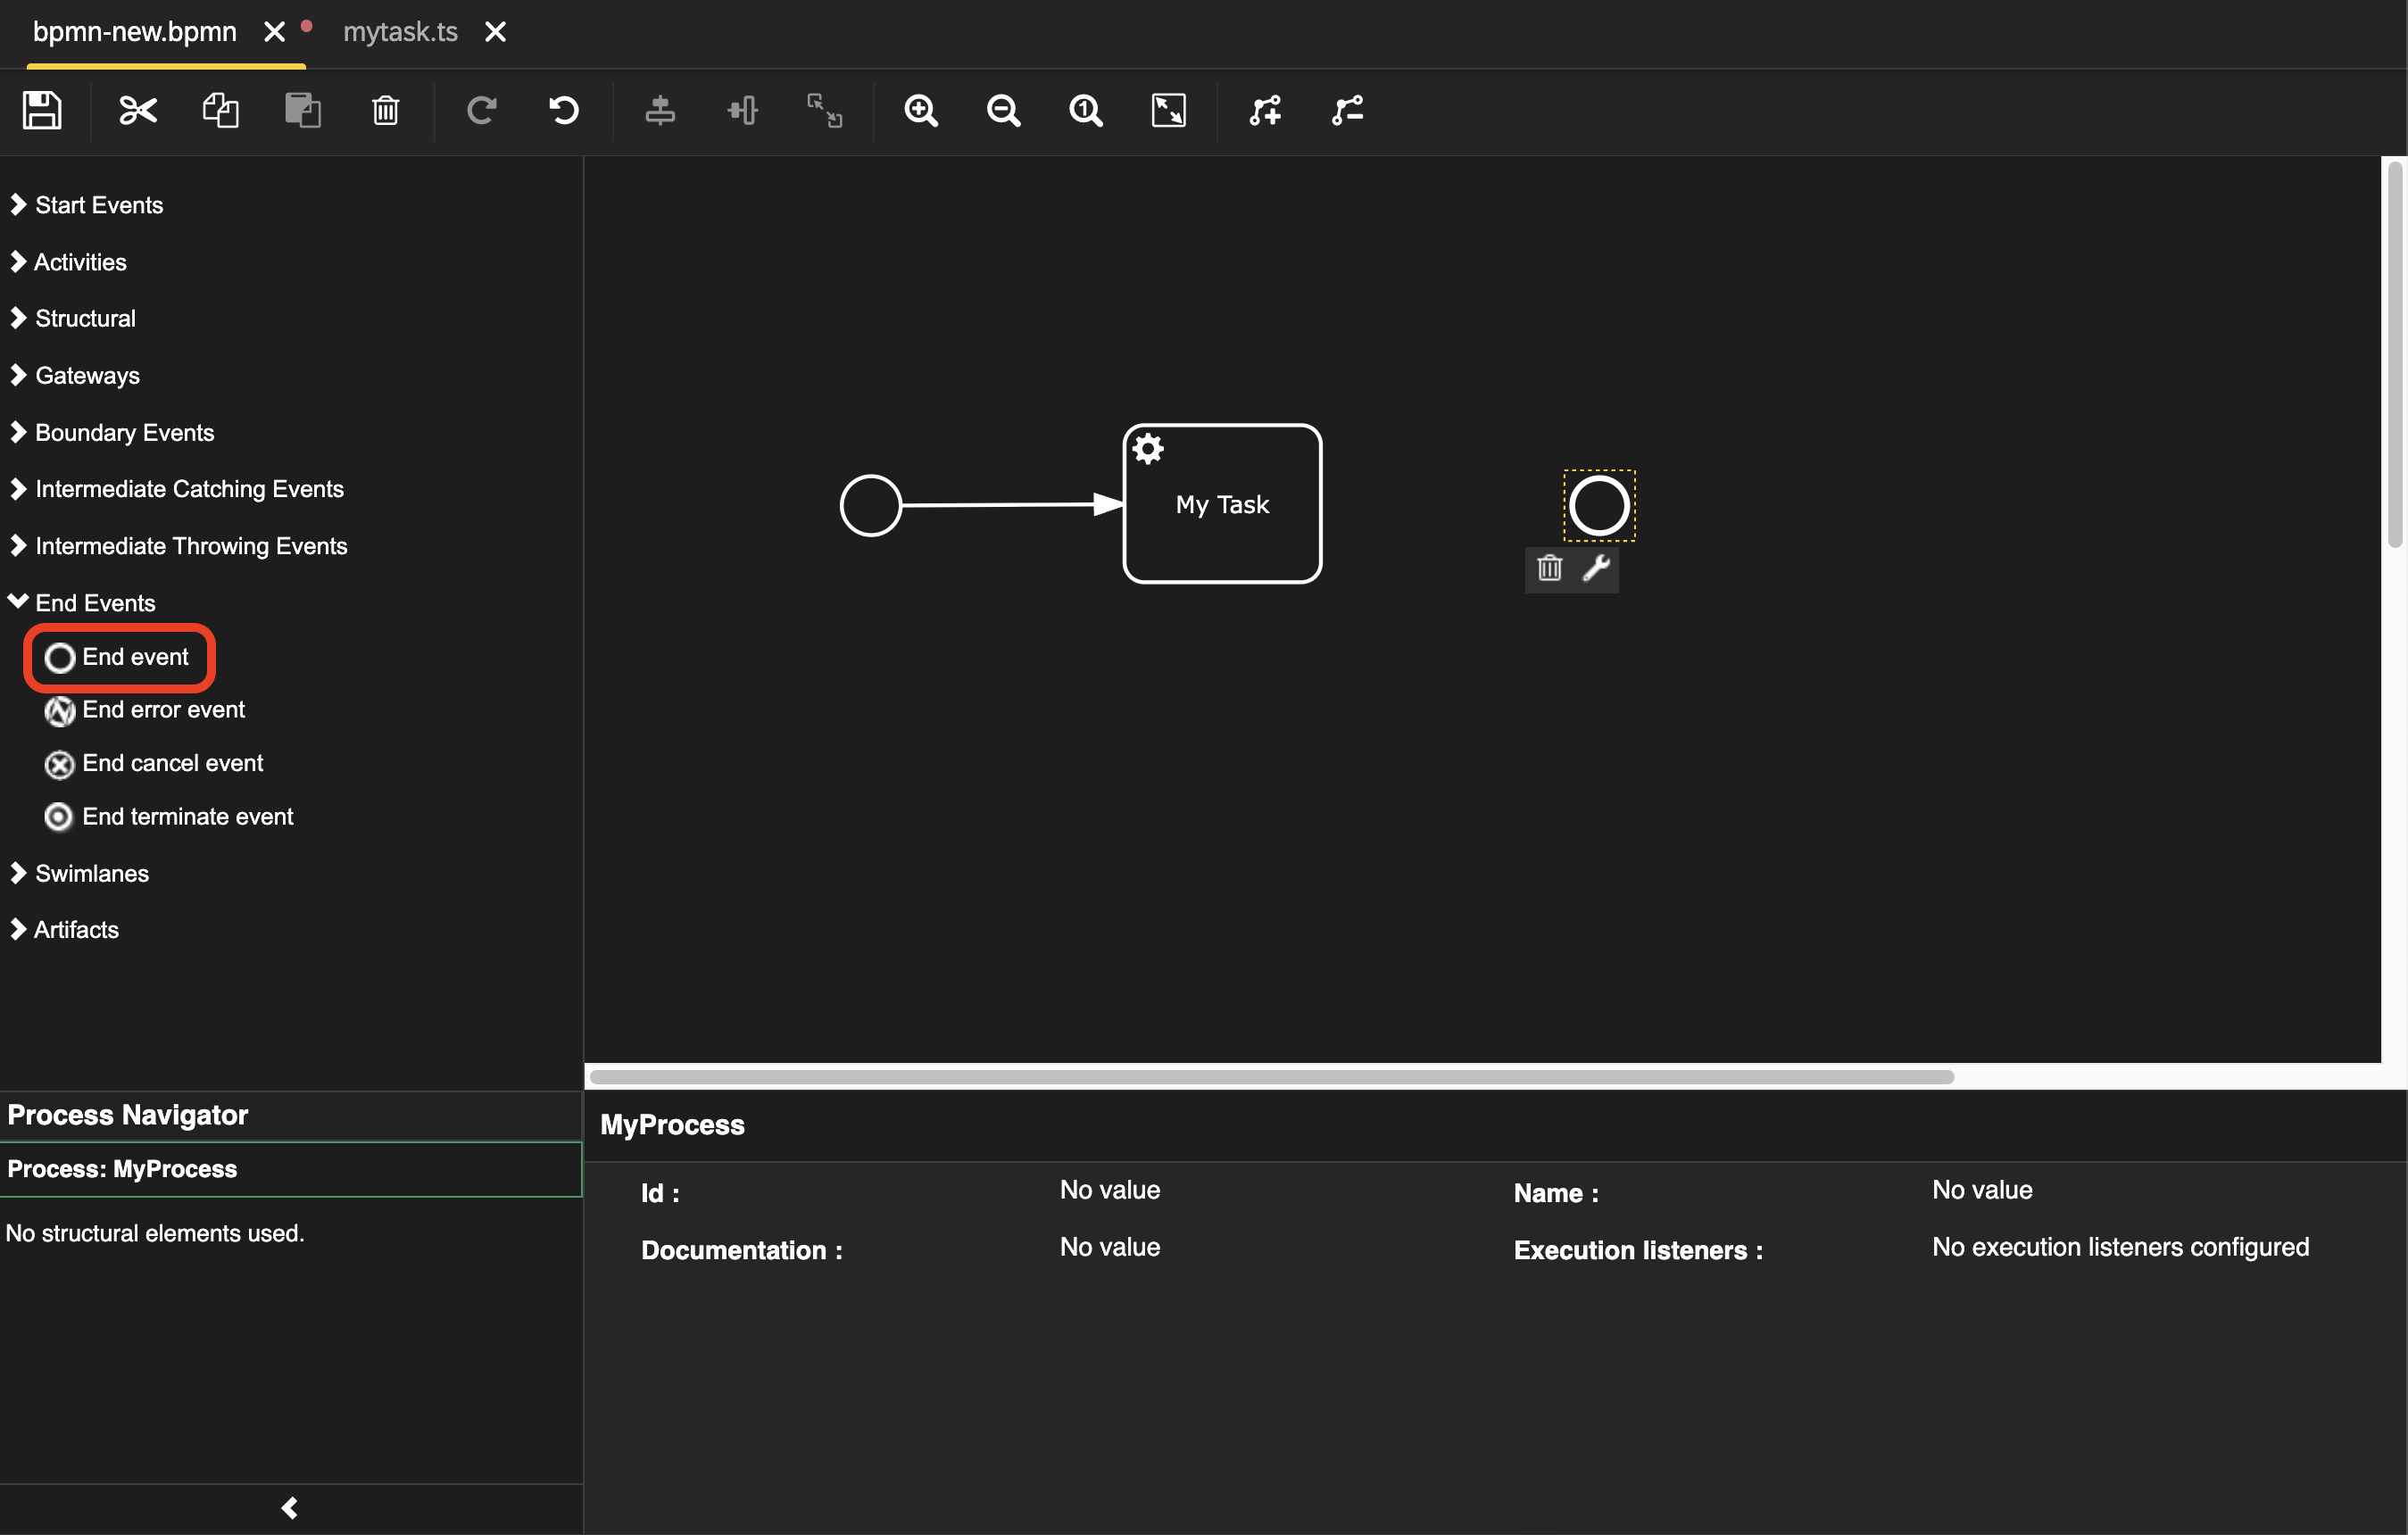 bpmn-new.bpmn
mytask.ts
1
Start Events
Activities
Structural
Gateways
Boundary Events
Intermediate Catching Events
Intermediate Throwing Events
End Events
End event
End error event
End cancel event
End terminate event
Swimlanes
Artifacts
My Task
Process Navigator
Process: MyProcess
No structural elements used.
MyProcess
Id : No value Name : No value
Documentation : No value Execution listeners : No execution listeners configured